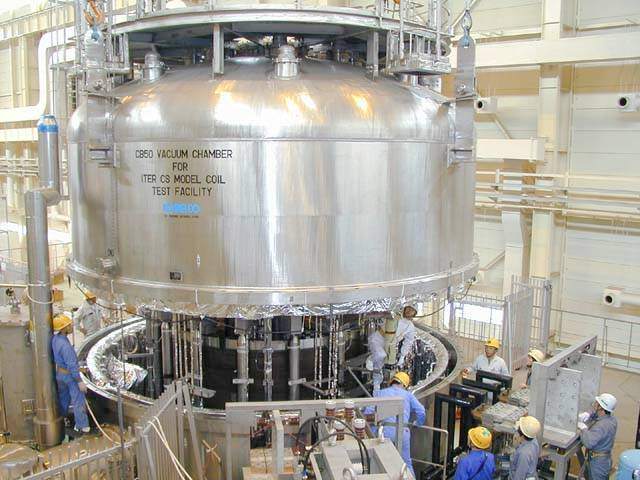 CB50 VACUUM CHAMBER
FOR
ITER CS MODEL COIL
TEST FACILITY